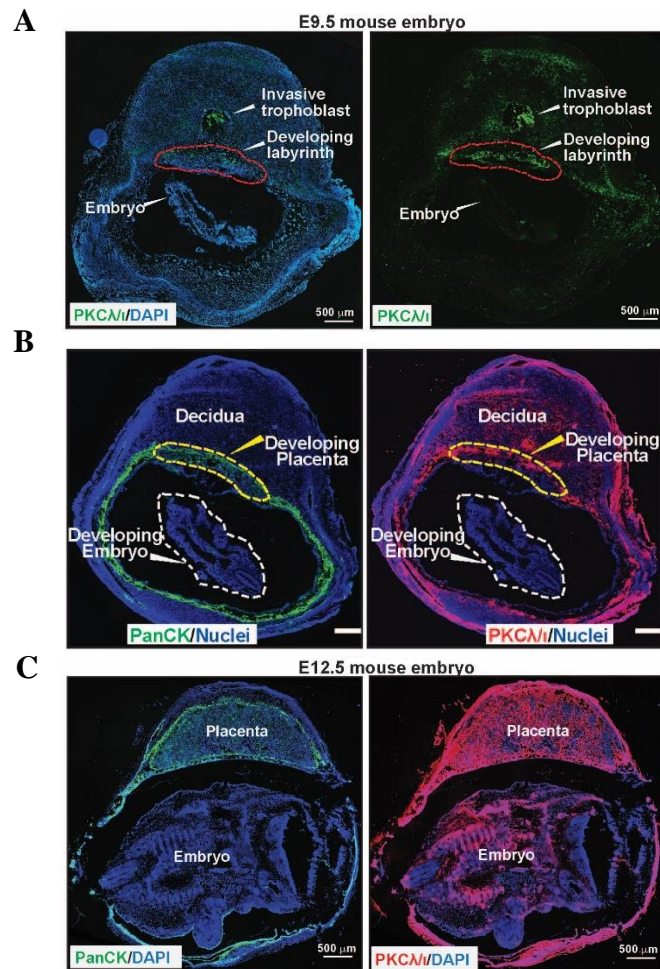 A
E9.5 mouse embryo
Invasive
trophoblast
Developing
labyrinth
Embryo
PKCλ/ι/DAPI
500 μm
Invasive
trophoblast
Developing
labyrinth
Embryo
PKCλ/ι
500 μm
B
Decidua
Developing
Placenta
Developing
Embryo
PanCK/Nuclei
Decidua
Developing
Placenta
Developing
Embryo
PKCλ/ι/Nuclei
C
E12.5 mouse embryo
Placenta
Embryo
PanCK/DAPI
500 μm
Placenta
Embryo
PKCλ/ι/DAPI
500 μm